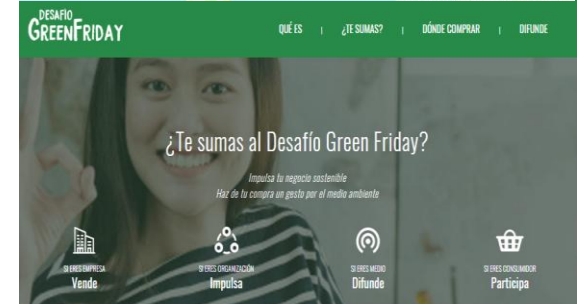 DESAFÍO
GREENFRIDAY
QUÉ ES | ¿TE SUMAS? | DÓNDE COMPRAR | DIFUNDE
¿Te sumas al Desafío Green Friday?
Impulsa tu negocio sostenible
Haz de tu compra un gesto por el medio ambiente
SI ERES EMPRESA
Vende
SI ERES ORGANIZACIÓN
Impulsa
SI ERES MEDIO
Difunde
SI ERES CONSUMIDOR
Participa